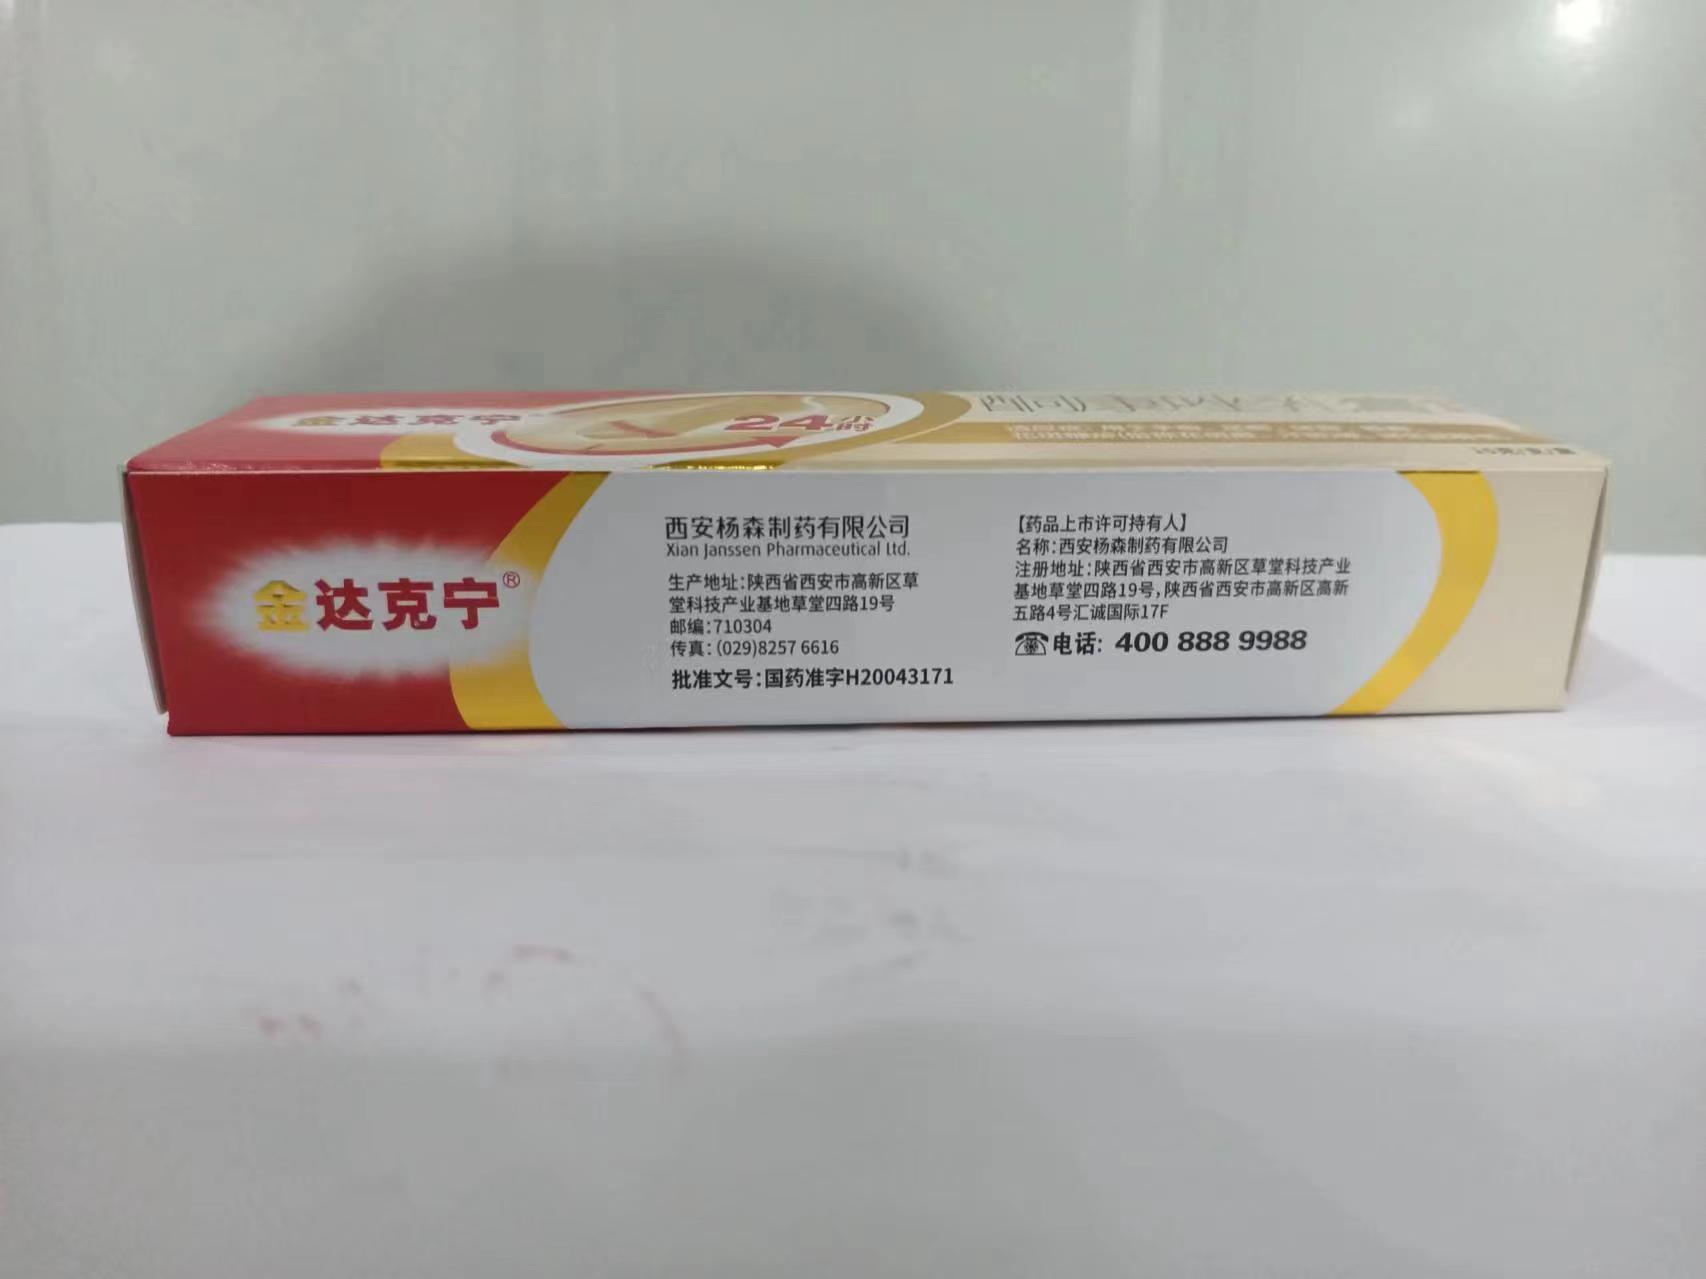 金达克宁
24小时
金达克宁®
西安杨森制药有限公司
Xian Janssen Pharmaceutical Ltd.
生产地址:陕西省西安市高新区草
堂科技产业基地草堂四路19号
邮编:710304
传真:(029)8257 6616
批准文号:国药准字H20043171
【药品上市许可持有人】
名称:西安杨森制药有限公司
注册地址:陕西省西安市高新区草堂科技产业
基地草堂四路19号,陕西省西安市高新区高新
五路4号汇诚国际17F
电话: 400 888 9988